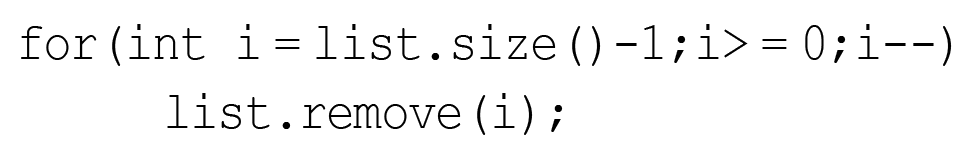 for(int i = list.size()-1;i>= 0;i--)
list.remove(i);